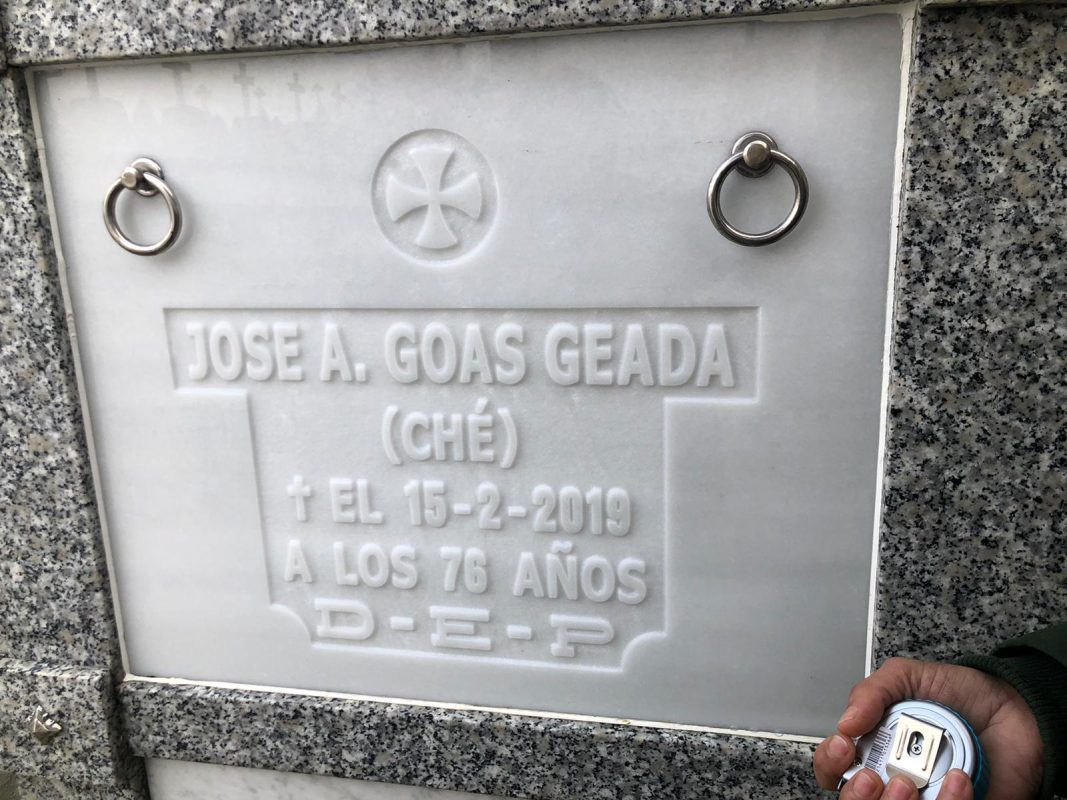 JOSE A. GOAS GEADA
(CHÉ)
✝ EL 15-2-2019
A LOS 76 AÑOS
D-E-P